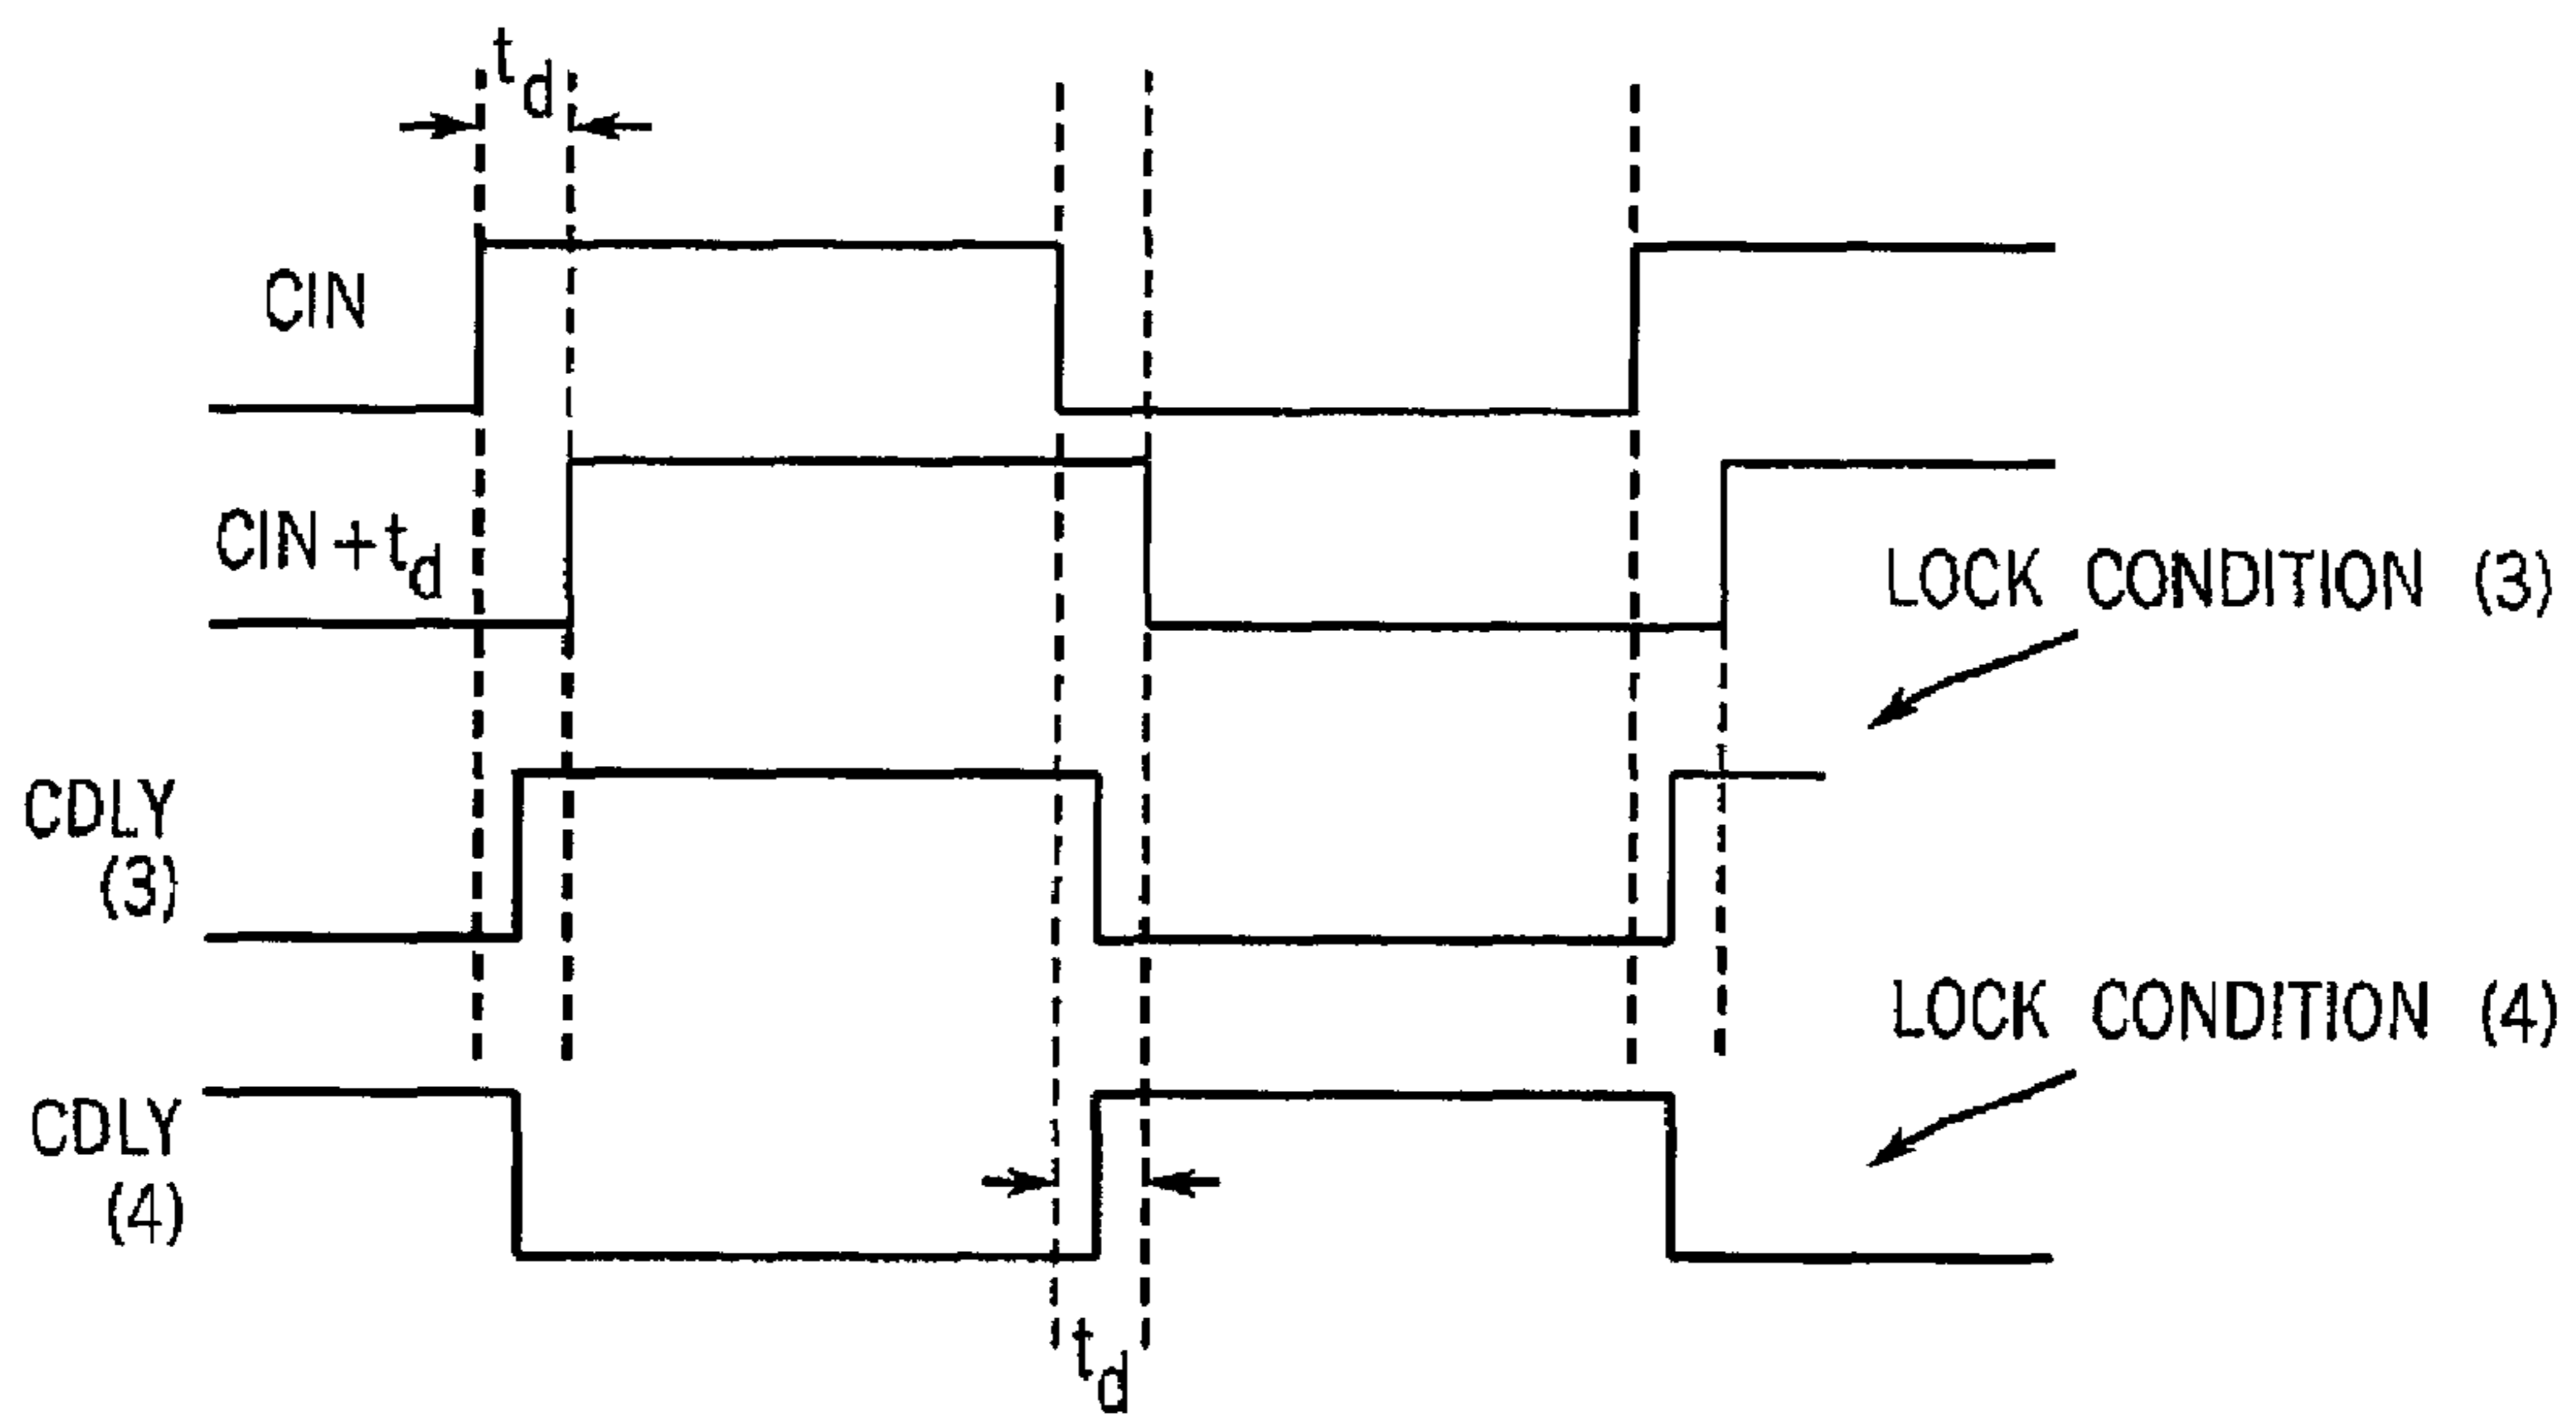 td
CIN
CIN+td
LOCK CONDITION (3)
CDLY
(3)
LOCK CONDITION (4)
CDLY
(4)
td